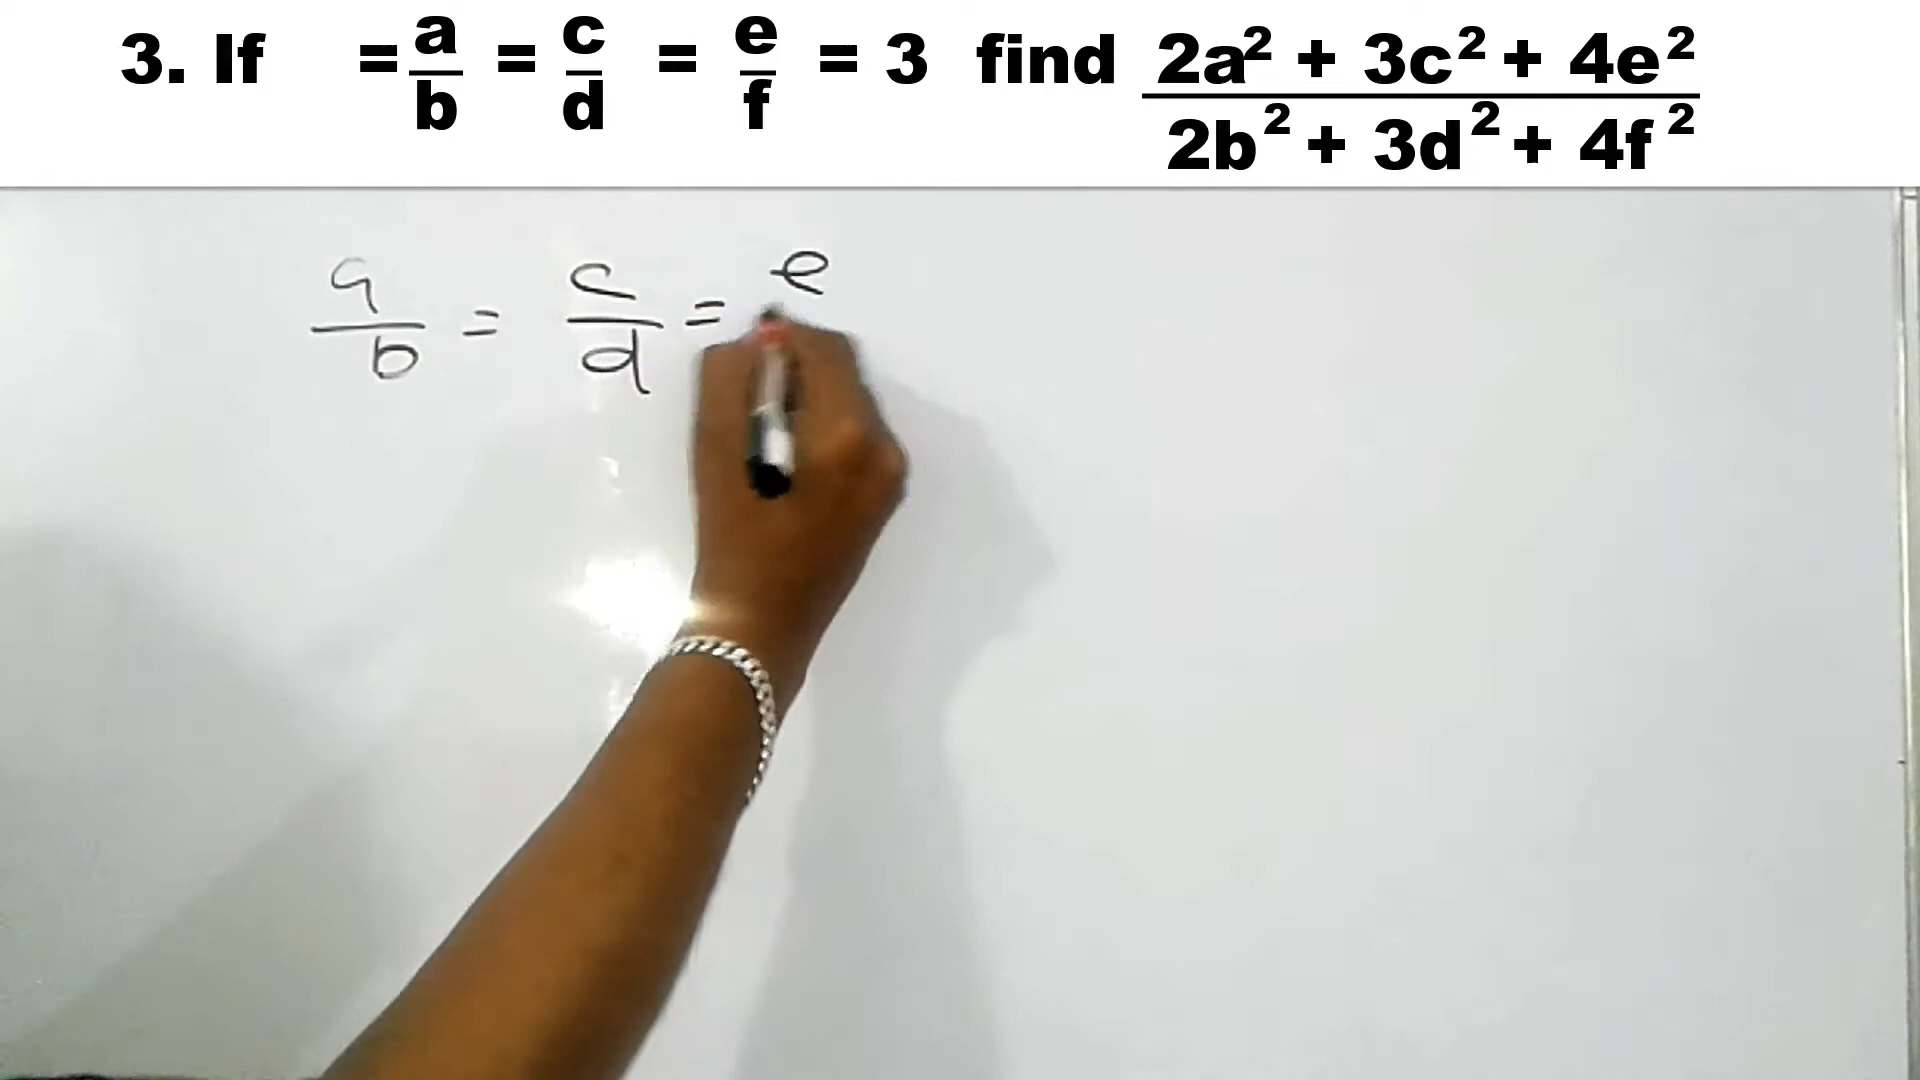 3. If = a/b = c/d = e/f = 3 find 2a² + 3c² + 4e² / 2b² + 3d² + 4f²
a/b = c/d = e